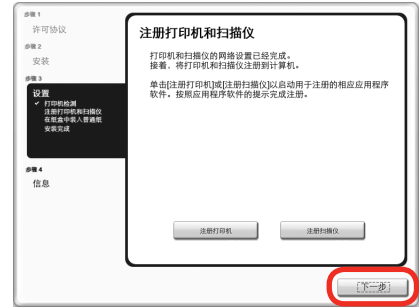 步骤 1
许可协议
步骤 2
安装
步骤 3
设置
✓ 打印机检测
注册打印机和扫描仪
在纸盒中装入普通纸
安装完成
步骤 4
信息
注册打印机和扫描仪
打印机和扫描仪的网络设置已经完成。
接着，将打印机和扫描仪注册到计算机。
单击[注册打印机]或[注册扫描仪]以启动用于注册的相应应用程序
软件。按照应用程序软件的提示完成注册。
注册打印机
注册扫描仪
下一步